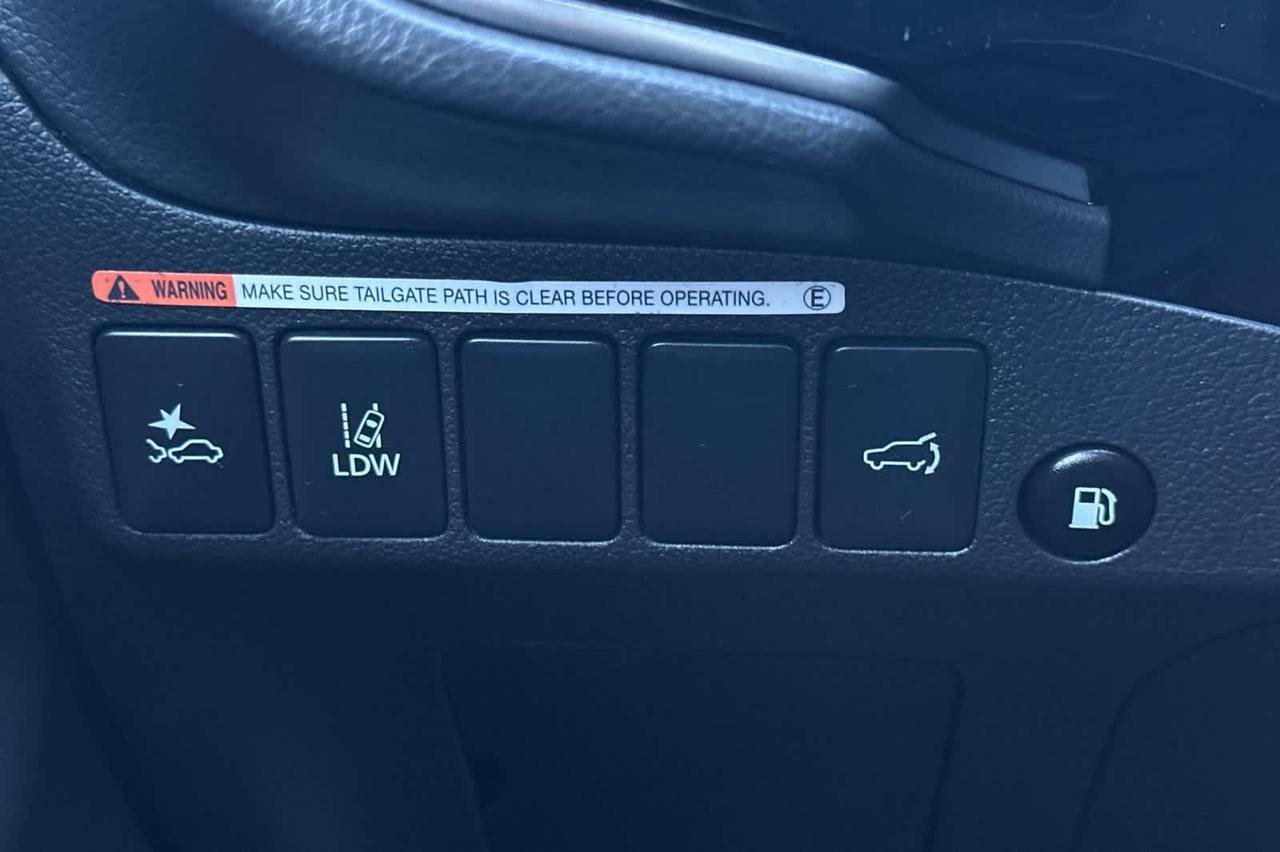 WARNING MAKE SURE TAILGATE PATH IS CLEAR BEFORE OPERATING. E
LDW